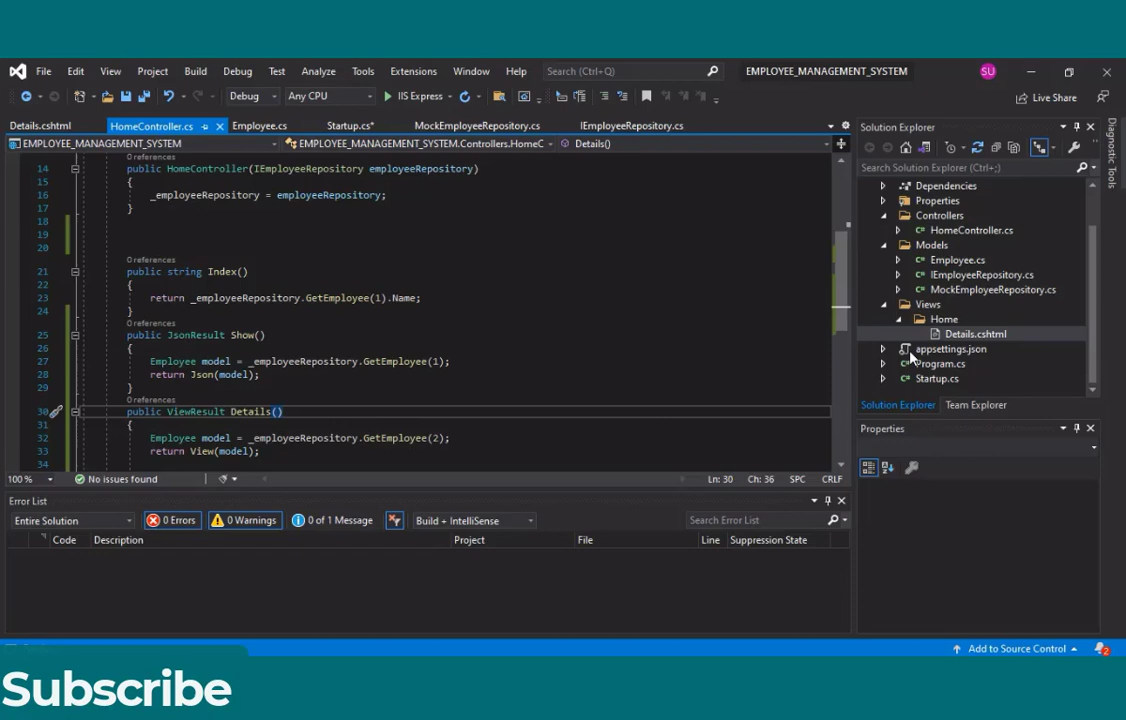 File Edit View Project Build Debug Test Analyze Tools Extensions Window Help Search (Ctrl+Q) EMPLOYEE_MANAGEMENT_SYSTEM SU
Debug Any CPU IIS Express Live Share
Details.cshtml HomeController.cs Employee.cs Startup.cs* MockEmployeeRepository.cs IEmployeeRepository.cs
EMPLOYEE_MANAGEMENT_SYSTEM EMPLOYEE_MANAGEMENT_SYSTEM.Controllers.HomeC Details()
0 references
14 public HomeController(IEmployeeRepository employeeRepository)
15 {
16 _employeeRepository = employeeRepository;
17 }
18
19
20
0 references
21 public string Index()
22 {
23 return _employeeRepository.GetEmployee(1).Name;
24 }
0 references
25 public JsonResult Show()
26 {
27 Employee model = _employeeRepository.GetEmployee(1);
28 return Json(model);
29 }
0 references
30 public ViewResult Details()
31 {
32 Employee model = _employeeRepository.GetEmployee(2);
33 return View(model);
34
100 % No issues found Ln: 30 Ch: 36 SPC CRLF
Error List
Entire Solution 0 Errors 0 Warnings 0 of 1 Message Build + IntelliSense Search Error List
Code Description Project File Line Suppression State
Solution Explorer
Search Solution Explorer (Ctrl+;)
Dependencies
Properties
Controllers
HomeController.cs
Models
Employee.cs
IEmployeeRepository.cs
MockEmployeeRepository.cs
Views
Home
Details.cshtml
appsettings.json
Program.cs
Startup.cs
Solution Explorer Team Explorer
Properties
Diagnostic Tools
Add to Source Control 2
Subscribe